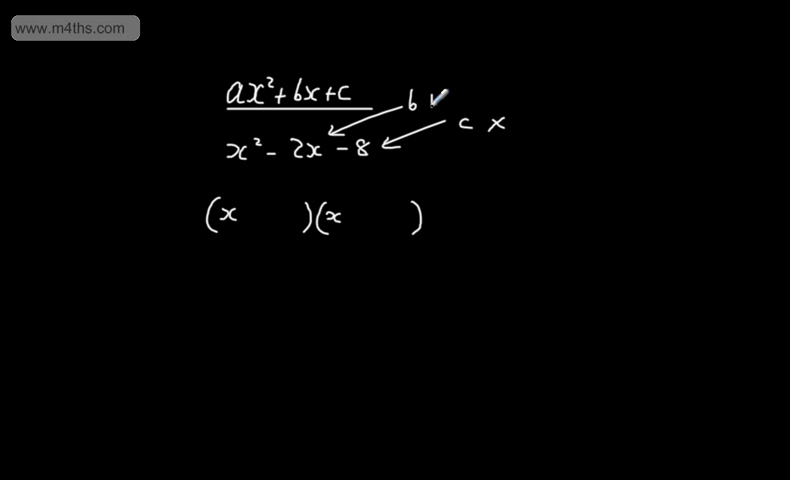 www.m4ths.com
ax² + bx + c
b
c x
x² - 2x - 8
(x )(x )